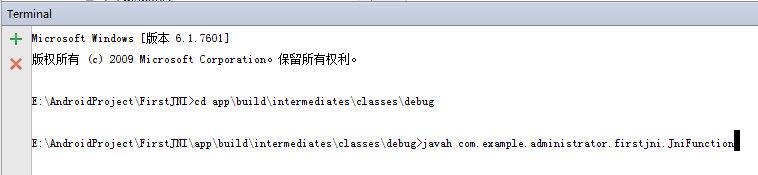 Terminal
Microsoft Windows [版本 6.1.7601]
版权所有 (c) 2009 Microsoft Corporation。保留所有权利。
E:\AndroidProject\FirstJNI>cd app\build\intermediates\classes\debug
E:\AndroidProject\FirstJNI\app\build\intermediates\classes\debug>javah com.example.administrator.firstjni.JniFunction